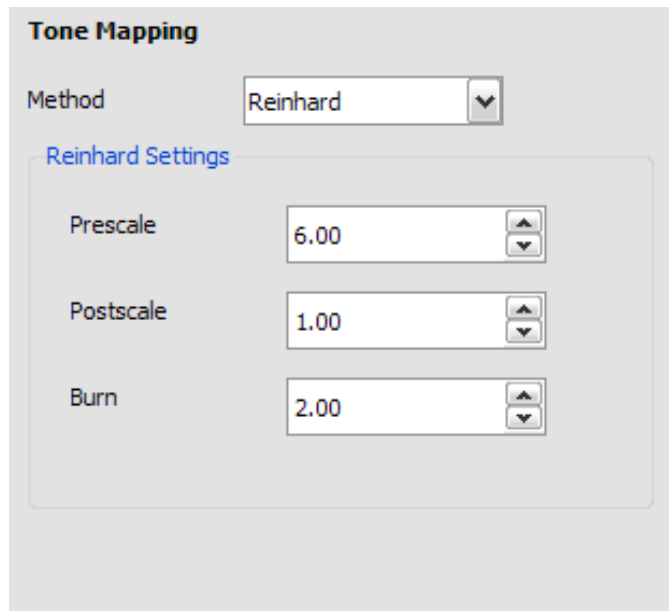 Tone Mapping
Method Reinhard
Reinhard Settings
Prescale 6.00
Postscale 1.00
Burn 2.00